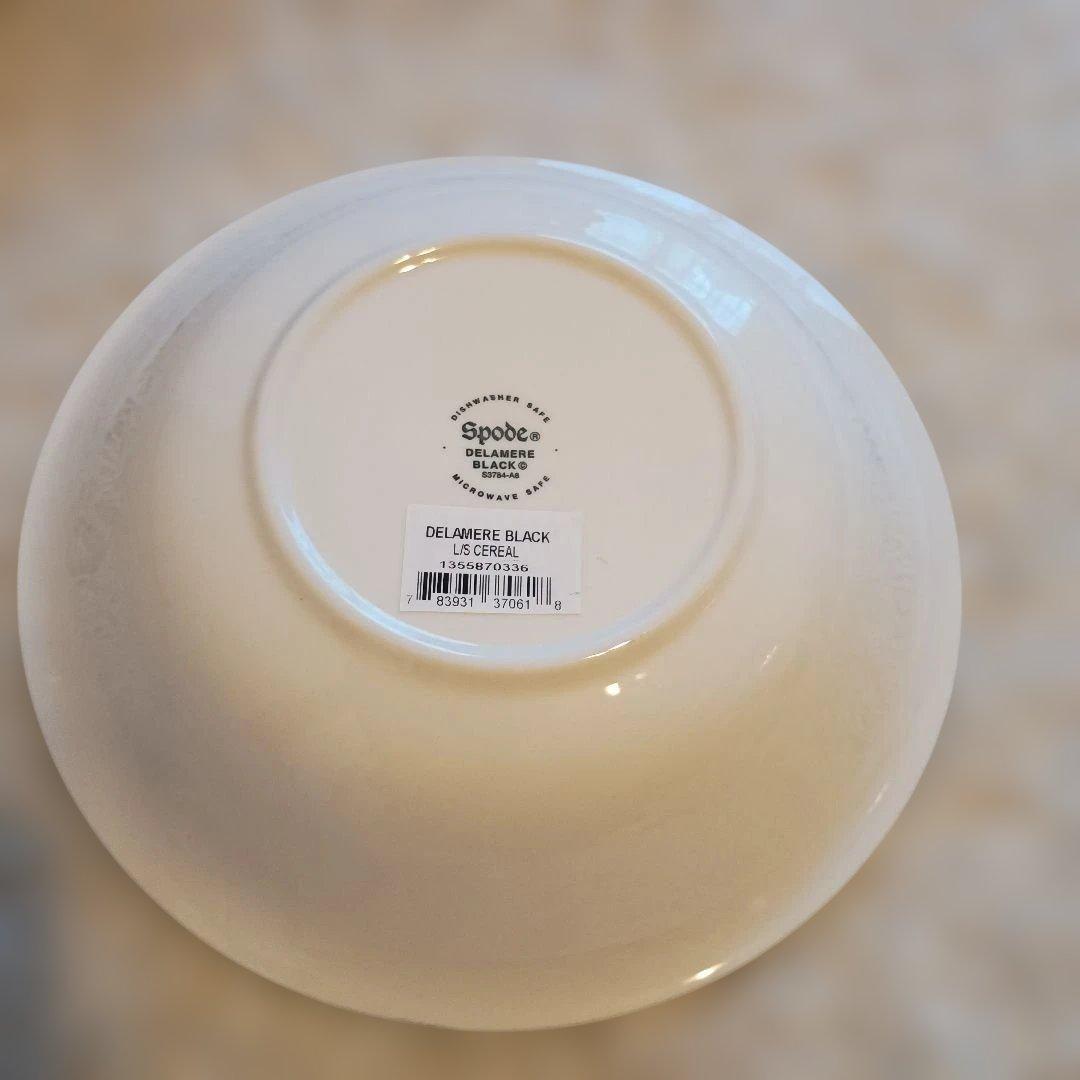 DISHWASHER SAFE
Spode®
DELAMERE
BLACK©
S3784-A8
MICROWAVE SAFE
DELAMERE BLACK
L/S CEREAL
1355870336
7 83931 37061 8